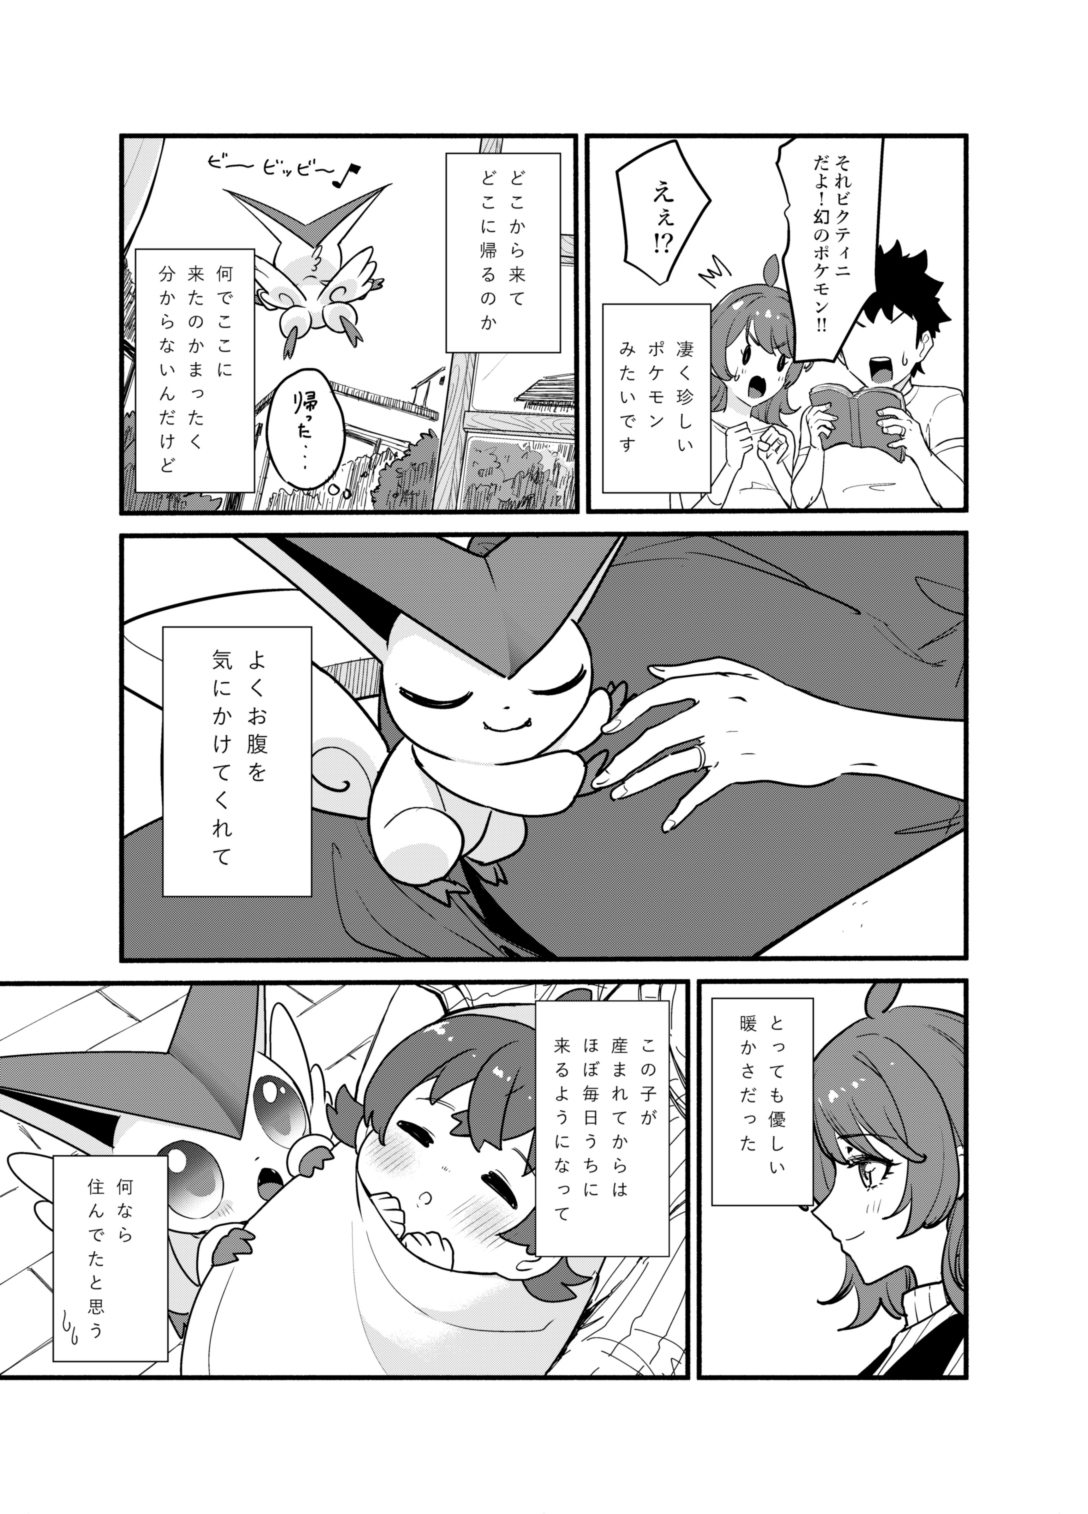 それビクティニ
だよ！幻のポケモン!!
えぇ!?
凄く珍しい
ポケモン
みたいです
どこから来て
どこに帰るのか
ビー〜 ビッビ〜♪
何でここに
来たのかまったく
分からないんだけど
帰った・・・
よくお腹を
気にかけてくれて
とっても優しい
暖かさだった
この子が
産まれてからは
ほぼ毎日うちに
来るようになって
何なら
住んでたと思う